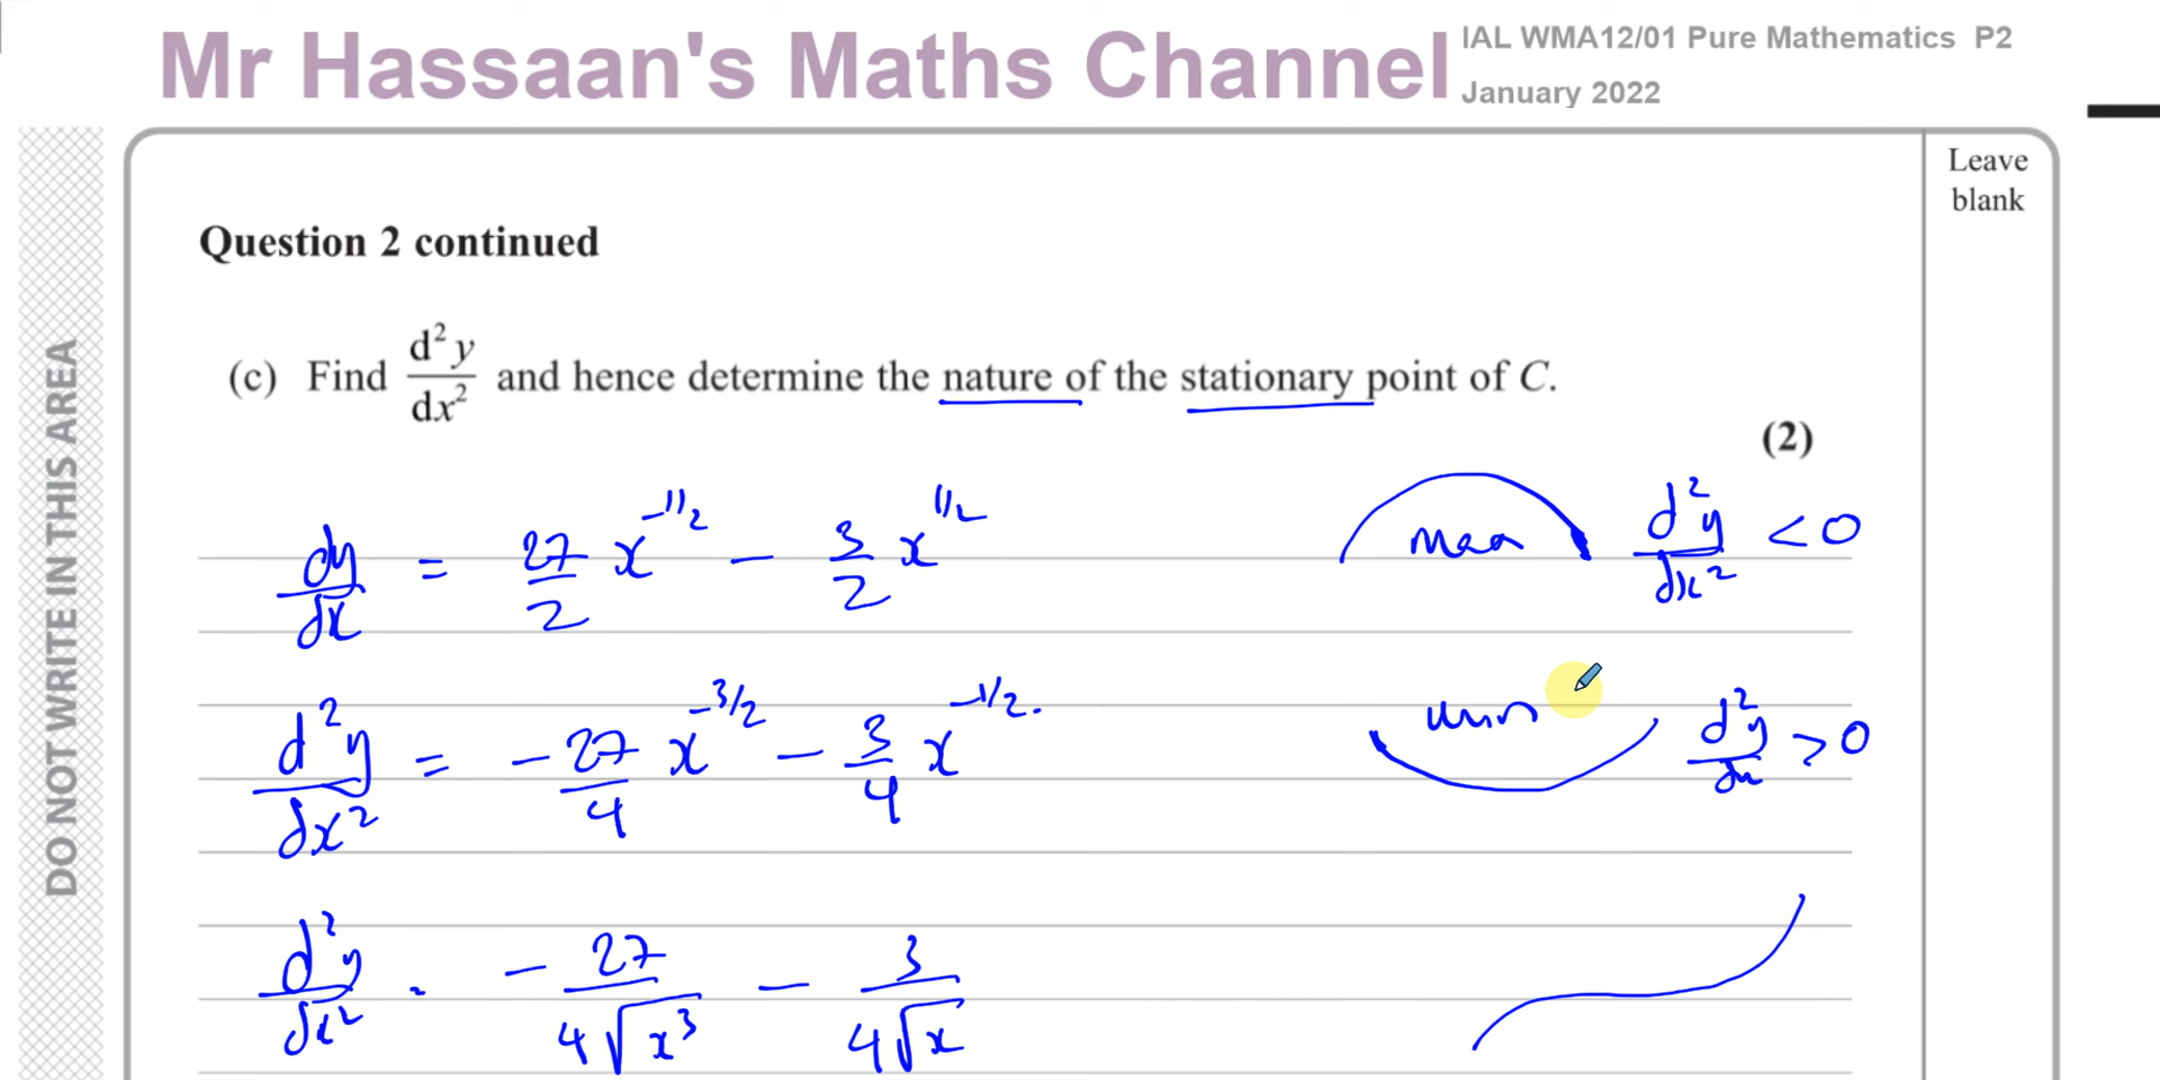 Mr Hassaan's Maths Channel
IAL WMA12/01 Pure Mathematics P2
January 2022
Leave
blank
DO NOT WRITE IN THIS AREA
Question 2 continued
(c) Find d²y/dx² and hence determine the nature of the stationary point of C.
(2)
dy/dx = 27/2 x^(-1/2) - 3/2 x^(1/2)
max d²y/dx² < 0
d²y/dx² = -27/4 x^(-3/2) - 3/4 x^(-1/2).
min d²y/dx > 0
d²y/dx² = -27/(4√x³) - 3/(4√x)